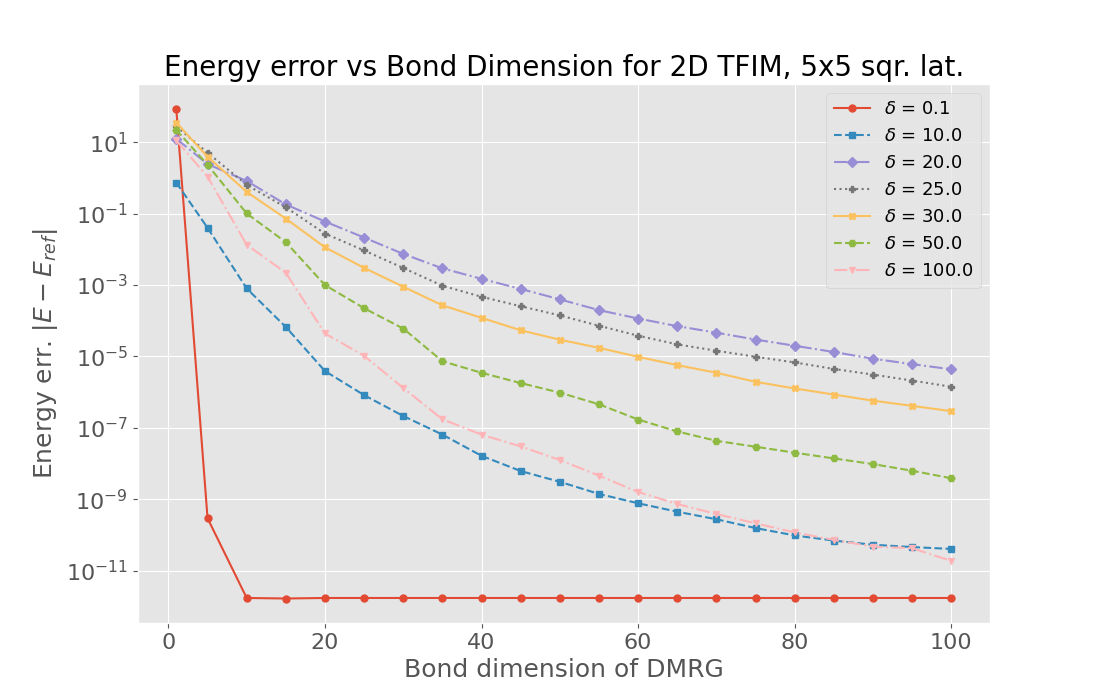 Energy error vs Bond Dimension for 2D TFIM, 5x5 sqr. lat.
δ = 0.1
δ = 10.0
δ = 20.0
δ = 25.0
δ = 30.0
δ = 50.0
δ = 100.0
Energy err. |E − E_{ref}|
10^{1}
10^{−1}
10^{−3}
10^{−5}
10^{−7}
10^{−9}
10^{−11}
0 20 40 60 80 100
Bond dimension of DMRG